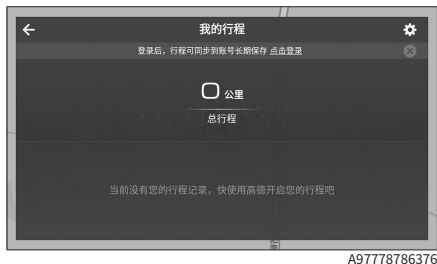 我的行程
登录后，行程可同步到账号长期保存 点击登录
0 公里
总行程
当前没有您的行程记录，快使用高德开启您的行程吧
A97778786376